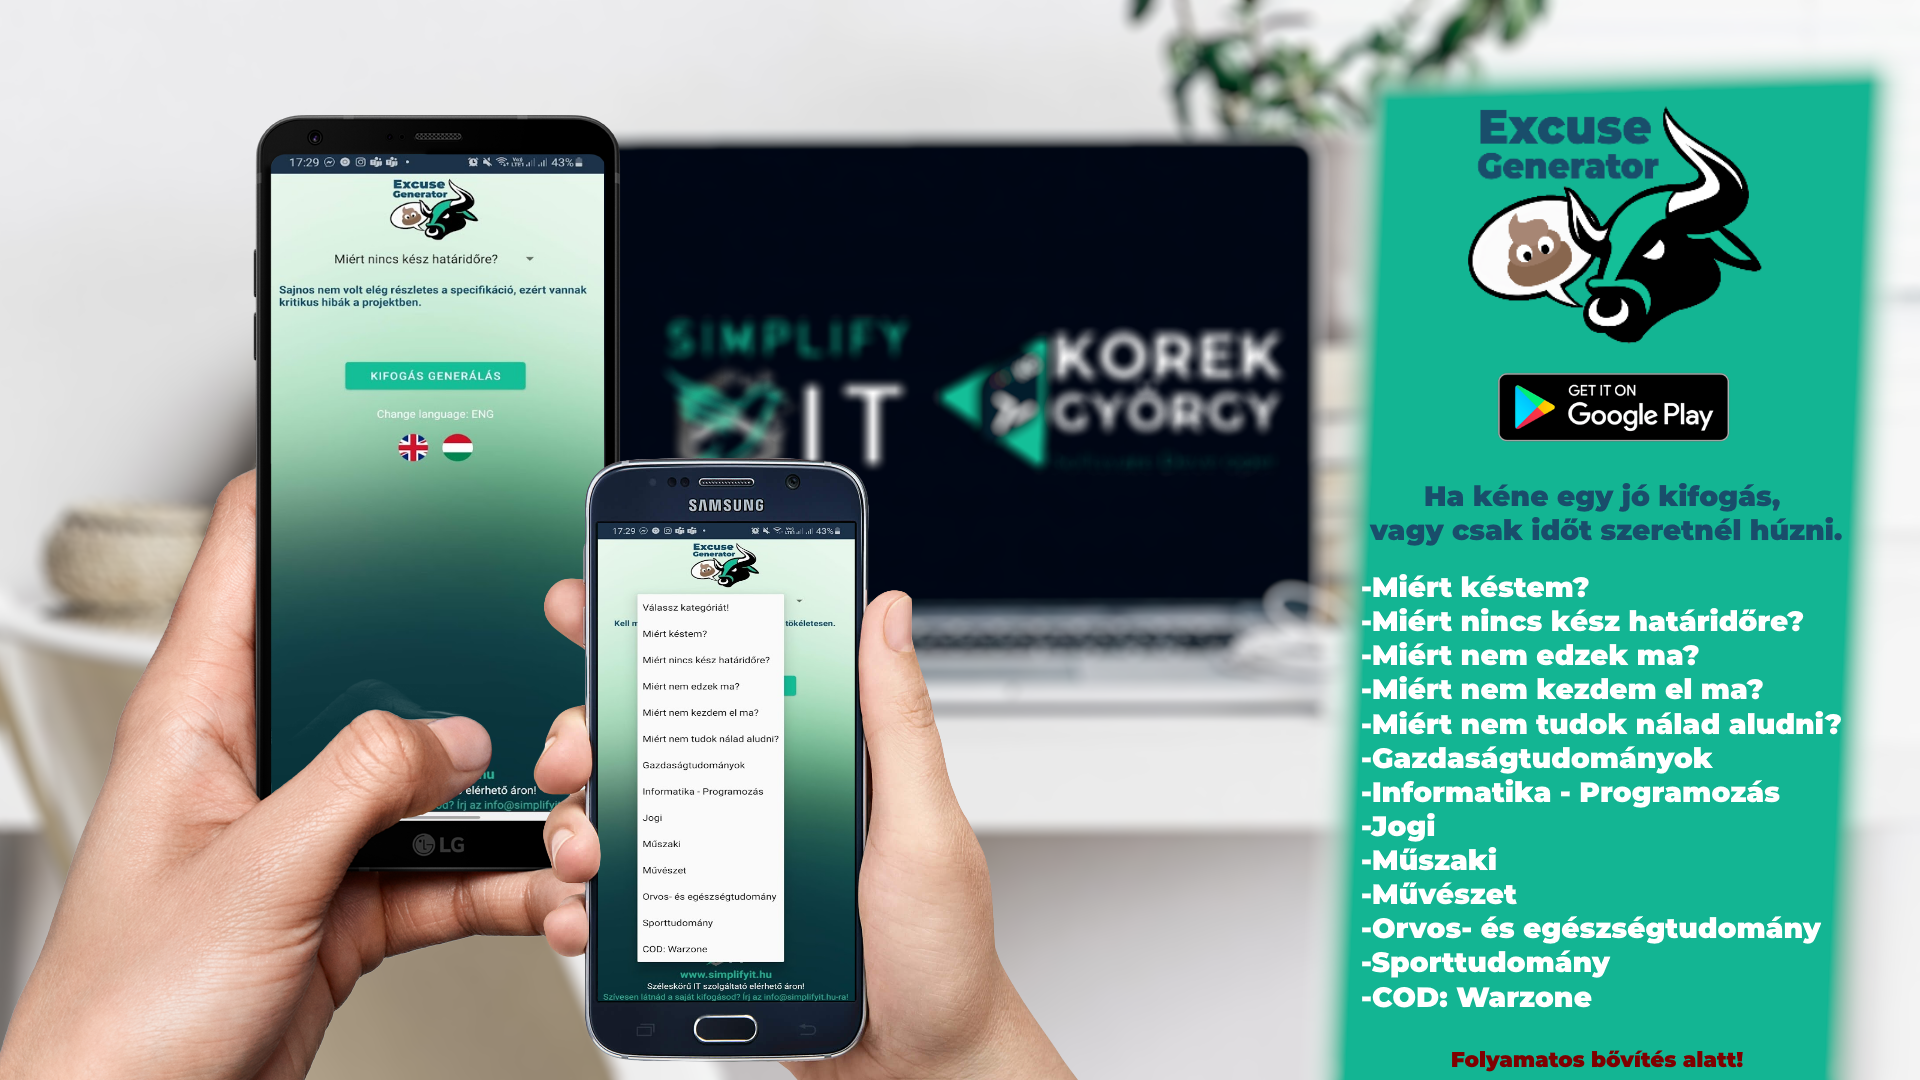 17:29
43%
Excuse
Generator
Miért nincs kész határidőre?
Sajnos nem volt elég részletes a specifikáció, ezért vannak
kritikus hibák a projektben.
KIFOGÁS GENERÁLÁS
Change language: ENG
elérhető áron!
Írj az info@simplifyit
LG
SIMPLIFY
IT
KOREK
GYÖRGY
SAMSUNG
17:29
43%
Excuse
Generator
Kell
tökéletesen.
Válassz kategóriát!
Miért késtem?
Miért nincs kész határidőre?
Miért nem edzek ma?
Miért nem kezdem el ma?
Miért nem tudok nálad aludni?
Gazdaságtudományok
Informatika - Programozás
Jogi
Műszaki
Művészet
Orvos- és egészségtudomány
Sporttudomány
COD: Warzone
www.simplifyit.hu
Széleskörű IT szolgáltató elérhető áron!
Szívesen látnád a saját kifogásod? Írj az info@simplifyit.hu-ra!
Excuse
Generator
GET IT ON
Google Play
Ha kéne egy jó kifogás,
vagy csak időt szeretnél húzni.
-Miért késtem?
-Miért nincs kész határidőre?
-Miért nem edzek ma?
-Miért nem kezdem el ma?
-Miért nem tudok nálad aludni?
-Gazdaságtudományok
-Informatika - Programozás
-Jogi
-Műszaki
-Művészet
-Orvos- és egészségtudomány
-Sporttudomány
-COD: Warzone
Folyamatos bővítés alatt!